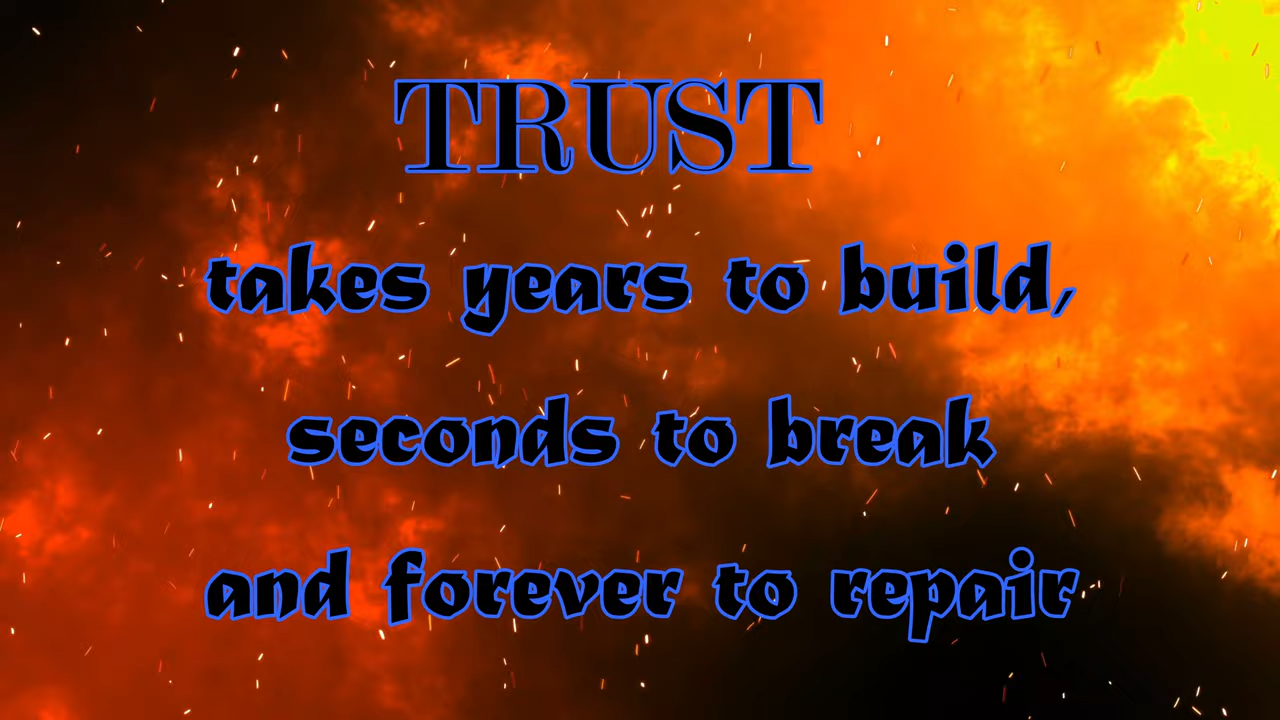 TRUST
takes years to build,
seconds to break
and forever to repair